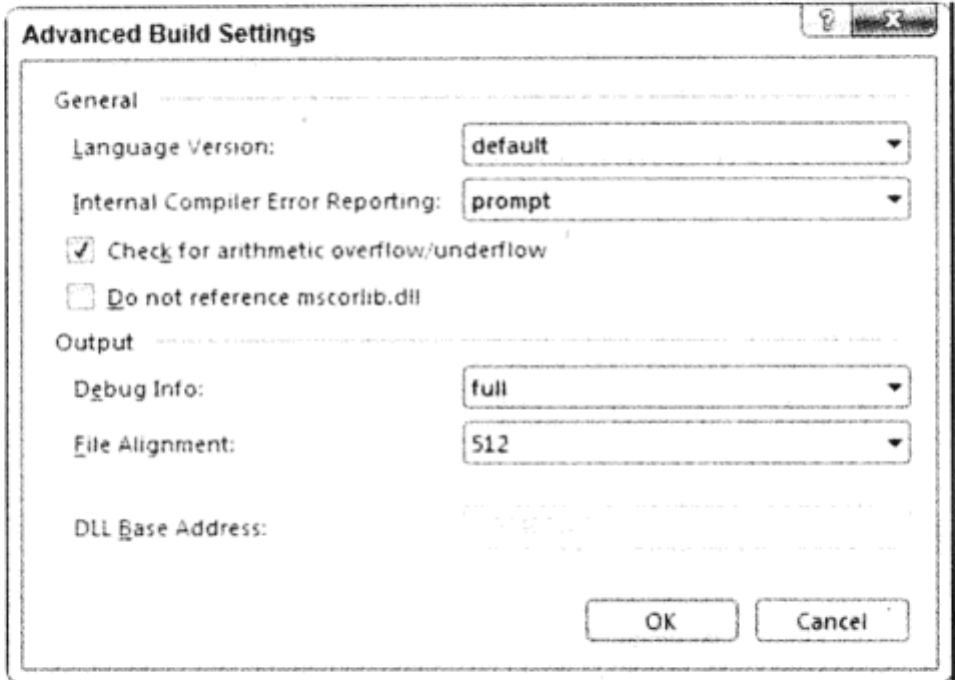 Advanced Build Settings
General
Language Version: default
Internal Compiler Error Reporting: prompt
Check for arithmetic overflow/underflow
Do not reference mscorlib.dll
Output
Debug Info: full
File Alignment: 512
DLL Base Address:
OK Cancel